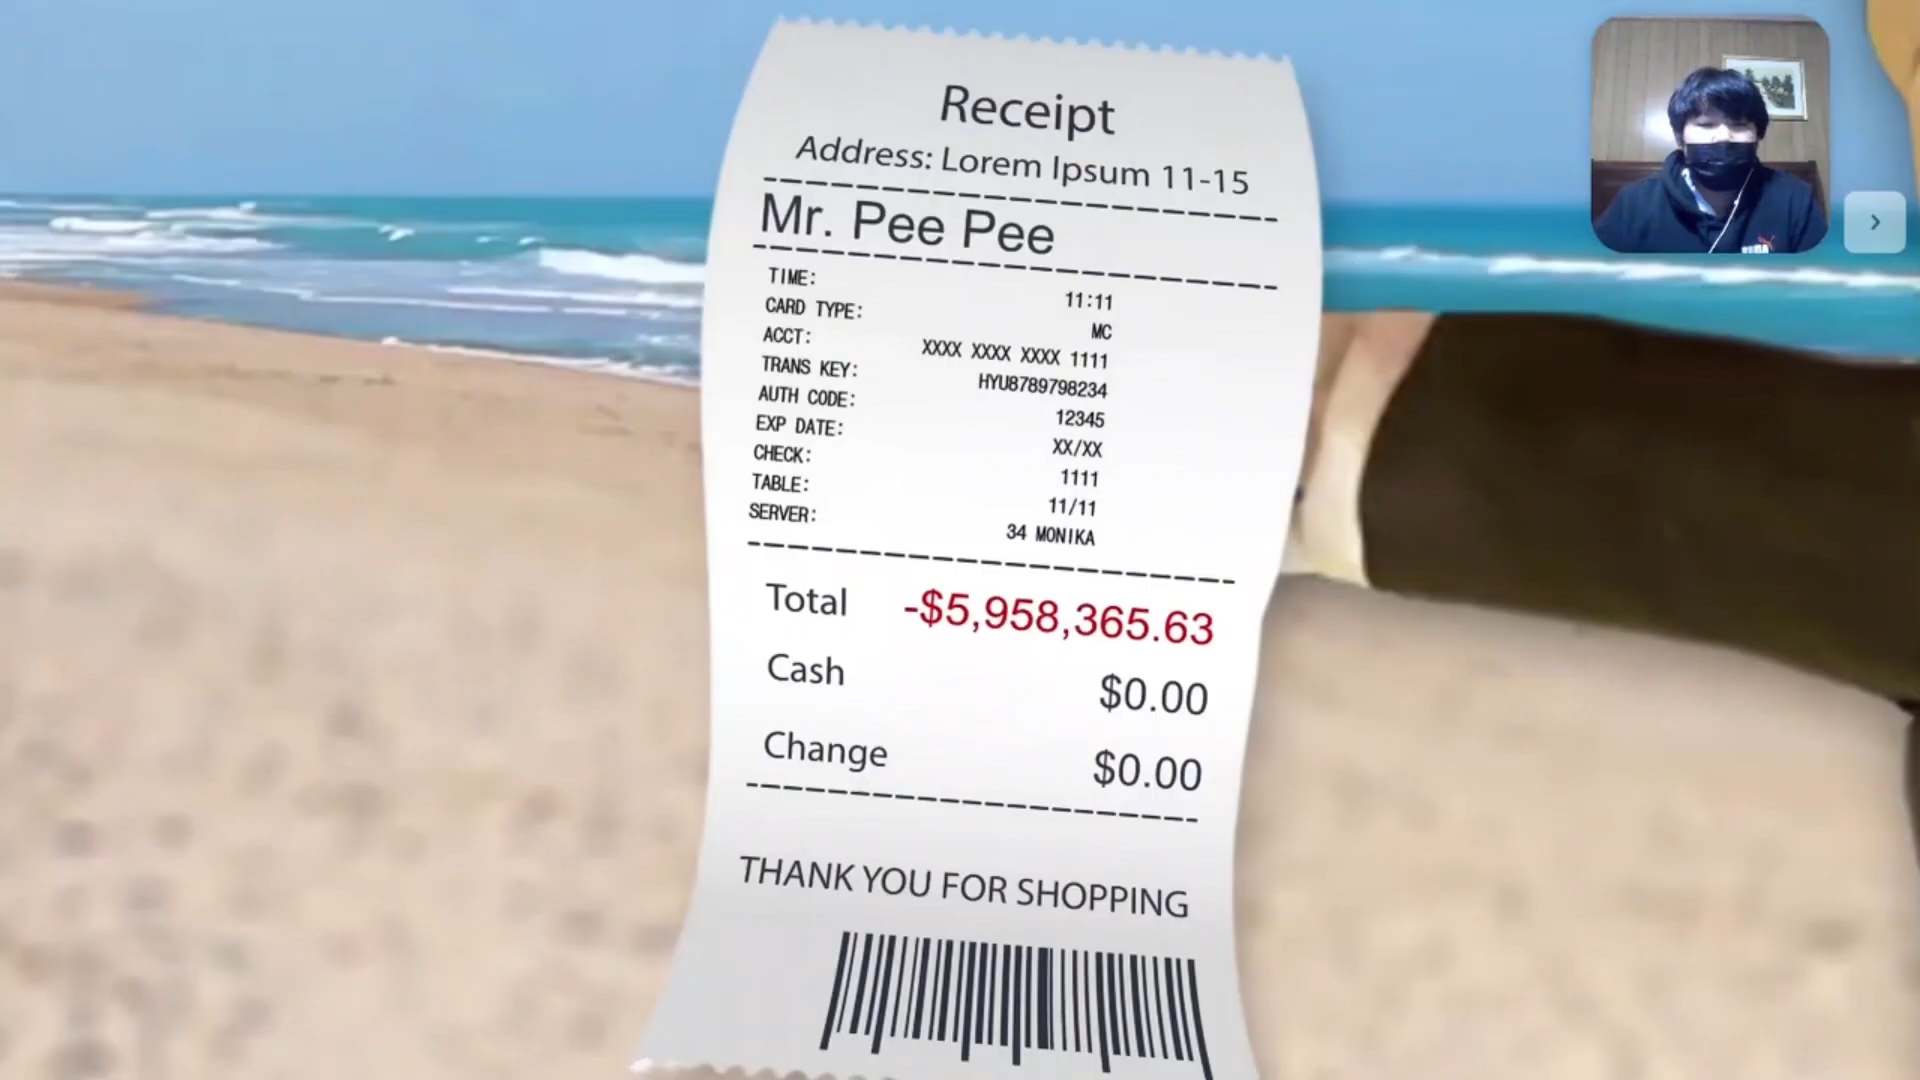 Receipt
Address: Lorem Ipsum 11-15
Mr. Pee Pee
TIME: 11:11
CARD TYPE: MC
ACCT: XXXX XXXX XXXX 1111
TRANS KEY: HYU8789798234
AUTH CODE: 12345
EXP DATE: XX/XX
CHECK: 1111
TABLE: 11/11
SERVER: 34 MONIKA
Total -$5,958,365.63
Cash $0.00
Change $0.00
THANK YOU FOR SHOPPING